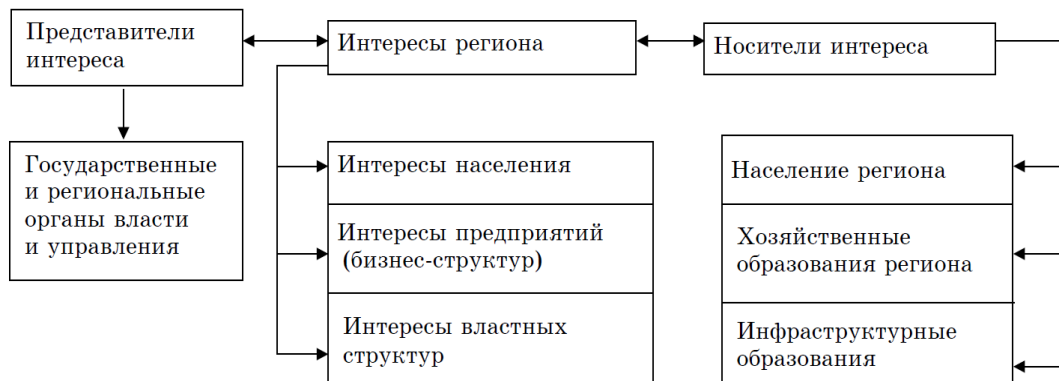 Представители
интереса
Интересы региона
Носители интереса
Государственные
и региональные
органы власти
и управления
Интересы населения
Интересы предприятий
(бизнес-структур)
Интересы властных
структур
Население региона
Хозяйственные
образования региона
Инфраструктурные
образования